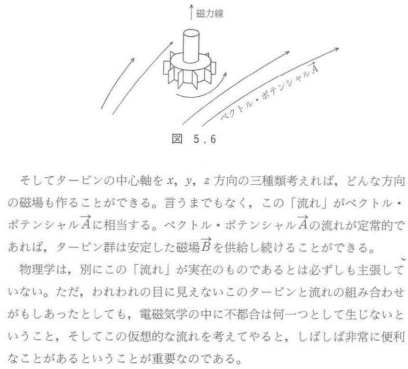 磁力線
ベクトル・ポテンシャルA→
図 5.6
そしてタービンの中心軸をx, y, z方向の三種類考えれば,どんな方向
の磁場も作ることができる。言うまでもなく,この「流れ」がベクトル・
ポテンシャルA→に相当する。ベクトル・ポテンシャルA→の流れが定常的で
あれば,タービン群は安定した磁場B→を供給し続けることができる。
物理学は,別にこの「流れ」が実在のものであるとは必ずしも主張して
いない。ただ,われわれの目に見えないこのタービンと流れの組み合わせ
がもしあったとしても,電磁気学の中に不都合は何一つとして生じないと
いうこと,そしてこの仮想的な流れを考えてやると,しばしば非常に便利
なことがあるということが重要なのである。